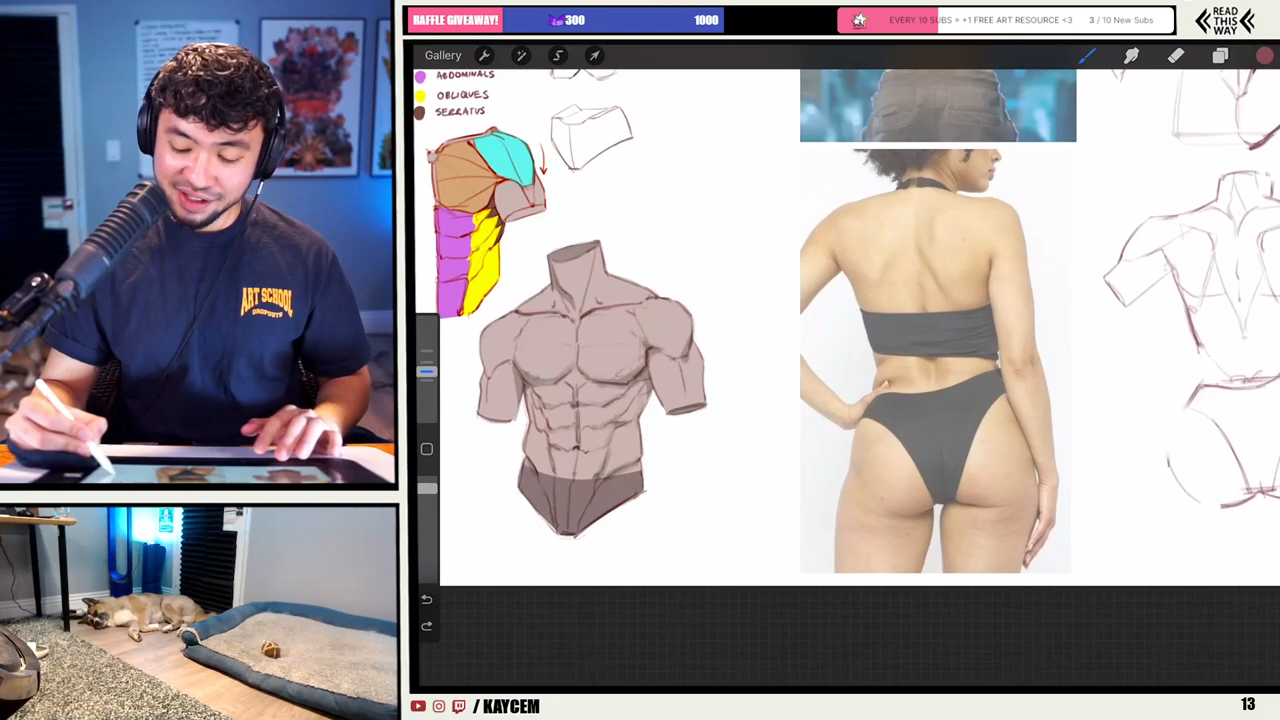 RAFFLE GIVEAWAY!
300
1000
EVERY 10 SUBS = +1 FREE ART RESOURCE <3
3 / 10 New Subs
READ
THIS
WAY
Gallery
ABDOMINALS
OBLIQUES
SERRATUS
ART SCHOOL
DROPOUTS
/ KAYCEM
13